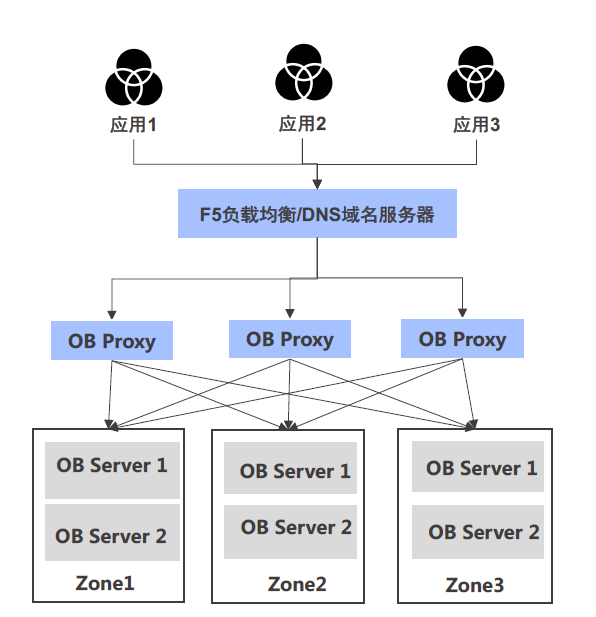 应用1
应用2
应用3
F5负载均衡/DNS域名服务器
OB Proxy
OB Proxy
OB Proxy
OB Server 1
OB Server 2
Zone1
OB Server 1
OB Server 2
Zone2
OB Server 1
OB Server 2
Zone3